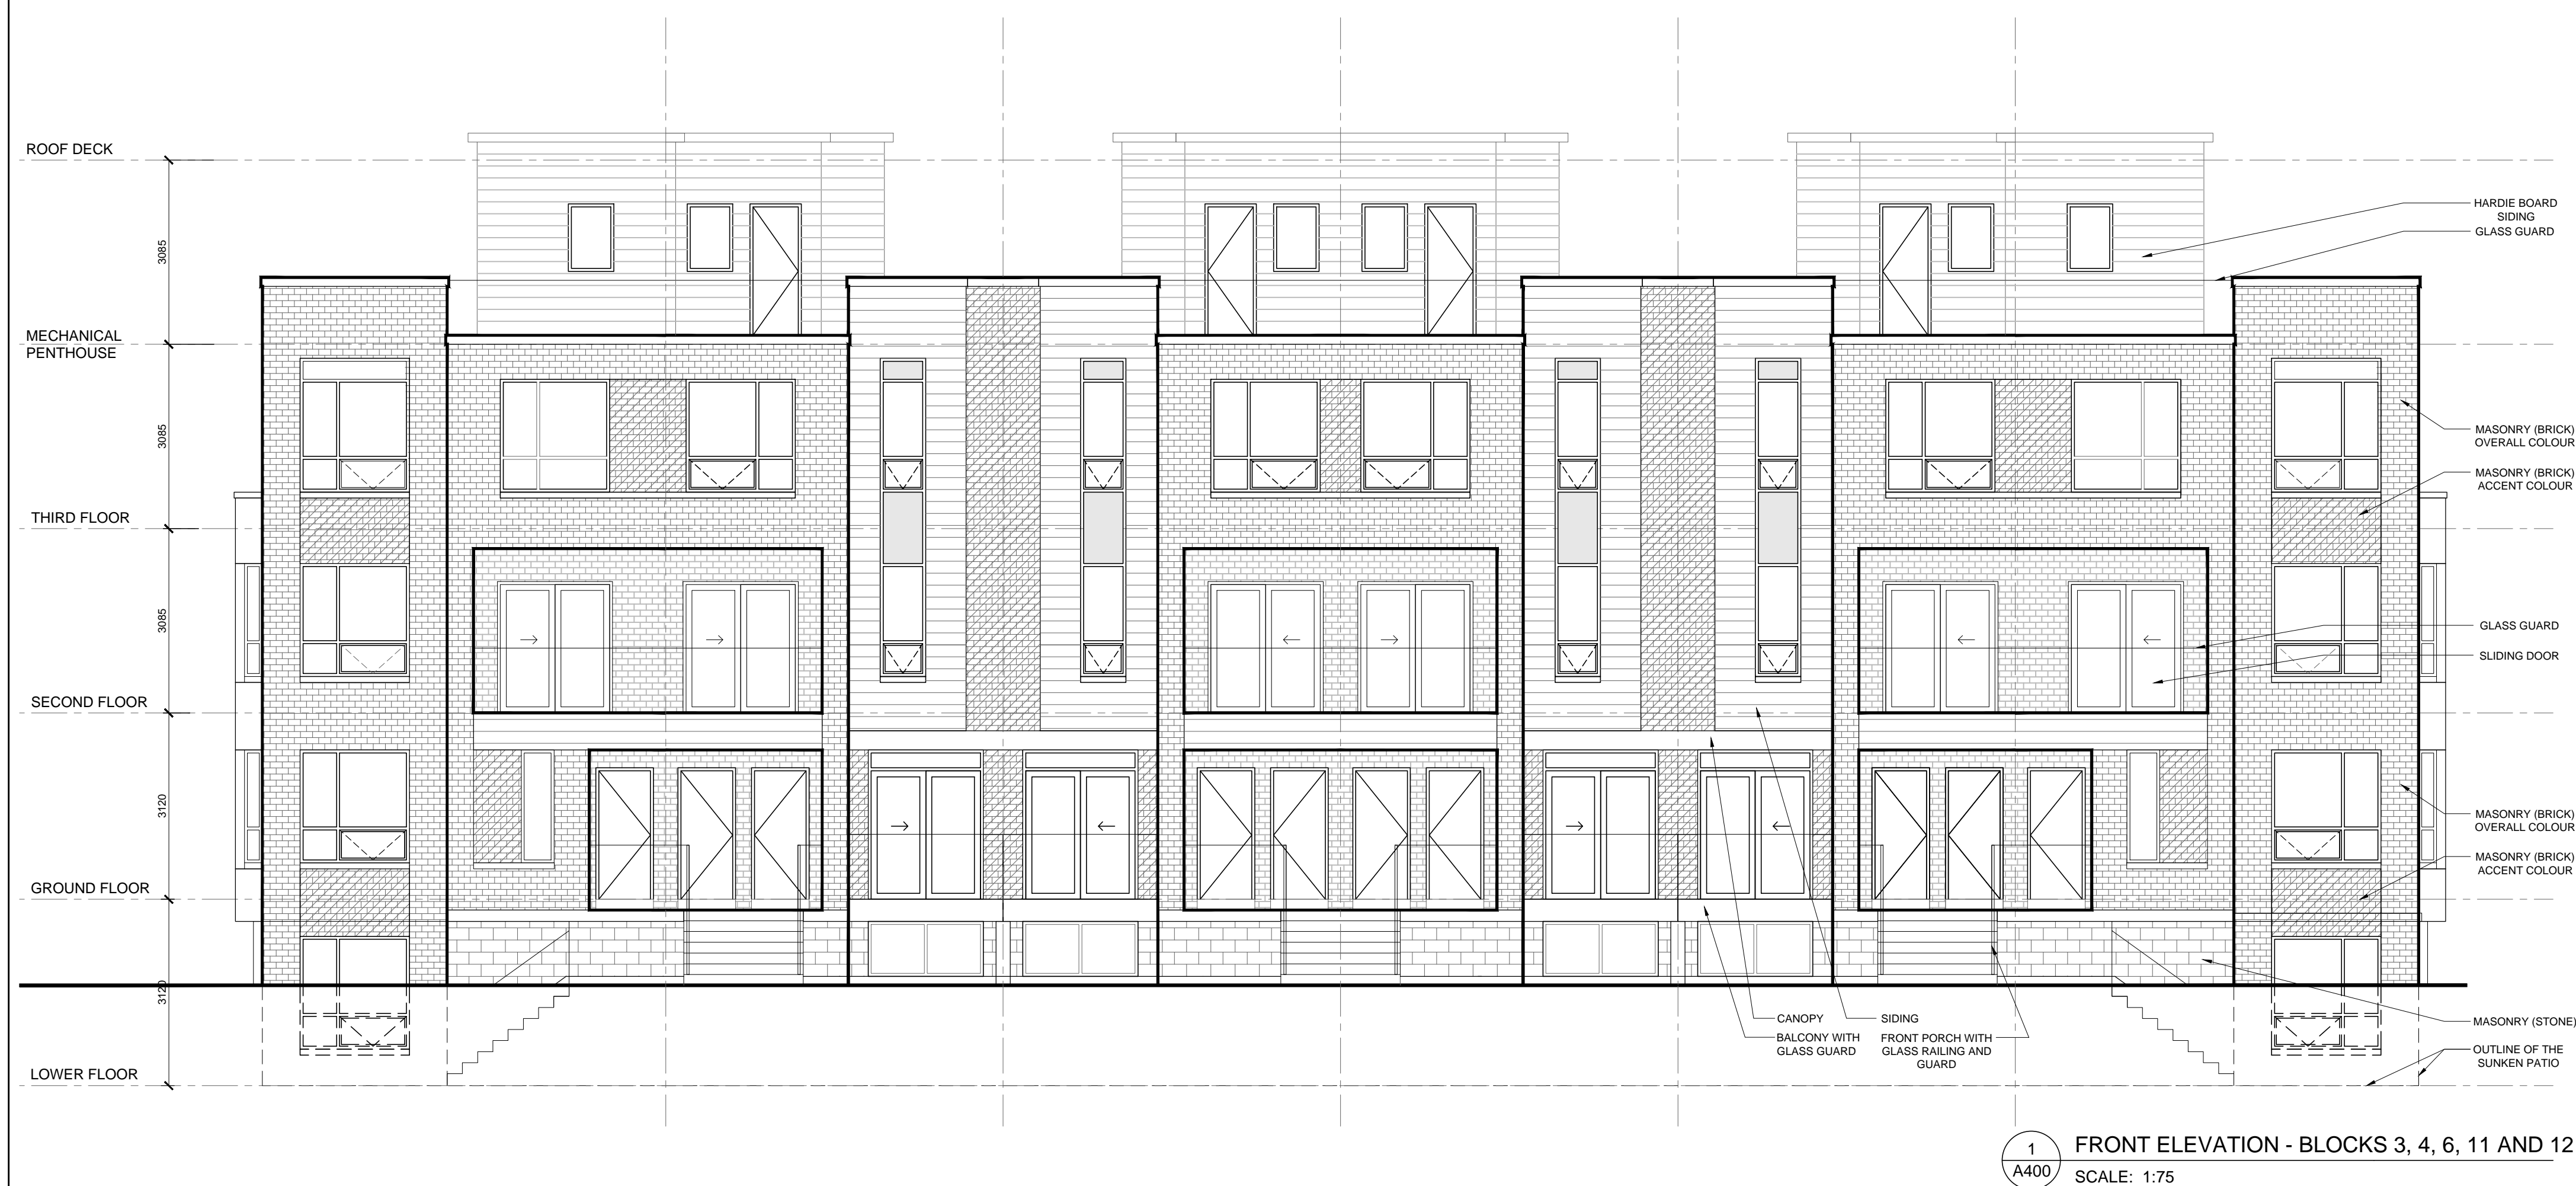 ROOF DECK
3085
MECHANICAL
PENTHOUSE
3085
THIRD FLOOR
3085
SECOND FLOOR
3120
GROUND FLOOR
3120
LOWER FLOOR
HARDIE BOARD
SIDING
GLASS GUARD
MASONRY (BRICK)
OVERALL COLOUR
MASONRY (BRICK)
ACCENT COLOUR
GLASS GUARD
SLIDING DOOR
MASONRY (BRICK)
OVERALL COLOUR
MASONRY (BRICK)
ACCENT COLOUR
MASONRY (STONE)
OUTLINE OF THE
SUNKEN PATIO
CANOPY
BALCONY WITH
GLASS GUARD
SIDING
FRONT PORCH WITH
GLASS RAILING AND
GUARD
1
A400
FRONT ELEVATION - BLOCKS 3, 4, 6, 11 AND 12
SCALE: 1:75